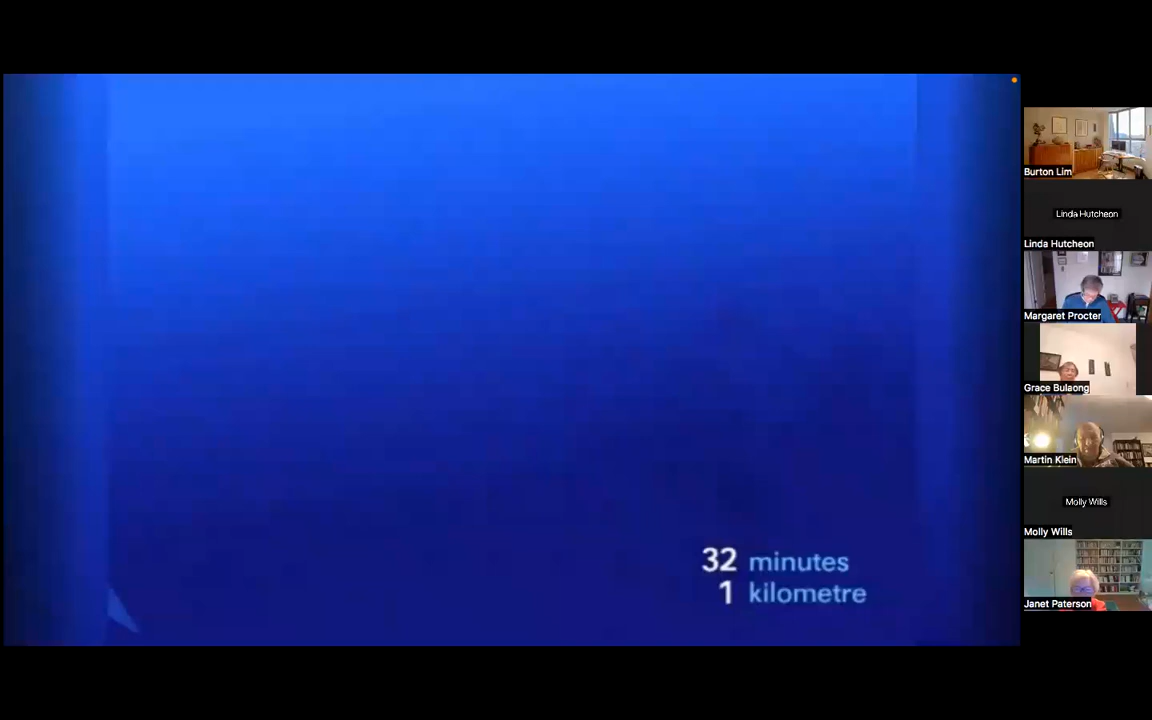 32 minutes
1 kilometre
Burton Lim
Linda Hutcheon
Linda Hutcheon
Margaret Procter
Grace Bulaong
Martin Klein
Molly Wills
Molly Wills
Janet Paterson